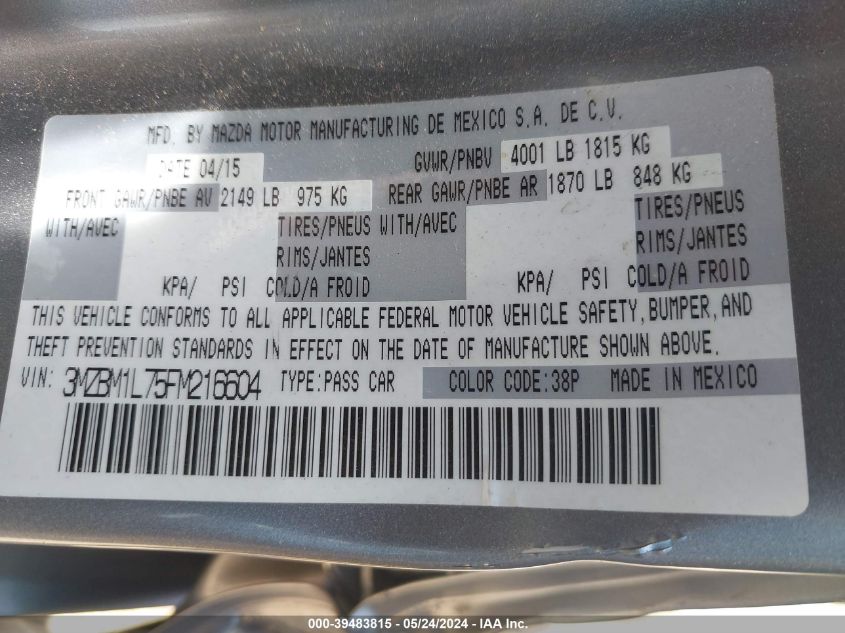 MFD. BY MAZDA MOTOR MANUFACTURING DE MEXICO S.A. DE C.V.
DATE 04/15 GVWR/PNBV 4001 LB 1815 KG
FRONT GAWR/PNBE AV 2149 LB 975 KG REAR GAWR/PNBE AR 1870 LB 848 KG
WITH/AVEC TIRES/PNEUS WITH/AVEC TIRES/PNEUS
RIMS/JANTES RIMS/JANTES
KPA/ PSI COLD/A FROID KPA/ PSI COLD/A FROID
THIS VEHICLE CONFORMS TO ALL APPLICABLE FEDERAL MOTOR VEHICLE SAFETY, BUMPER, AND
THEFT PREVENTION STANDARDS IN EFFECT ON THE DATE OF MANUFACTURE SHOWN ABOVE.
VIN: 3MZBM1L75FM216604 TYPE:PASS CAR COLOR CODE:38P MADE IN MEXICO
000-39483815 - 05/24/2024 - IAA Inc.